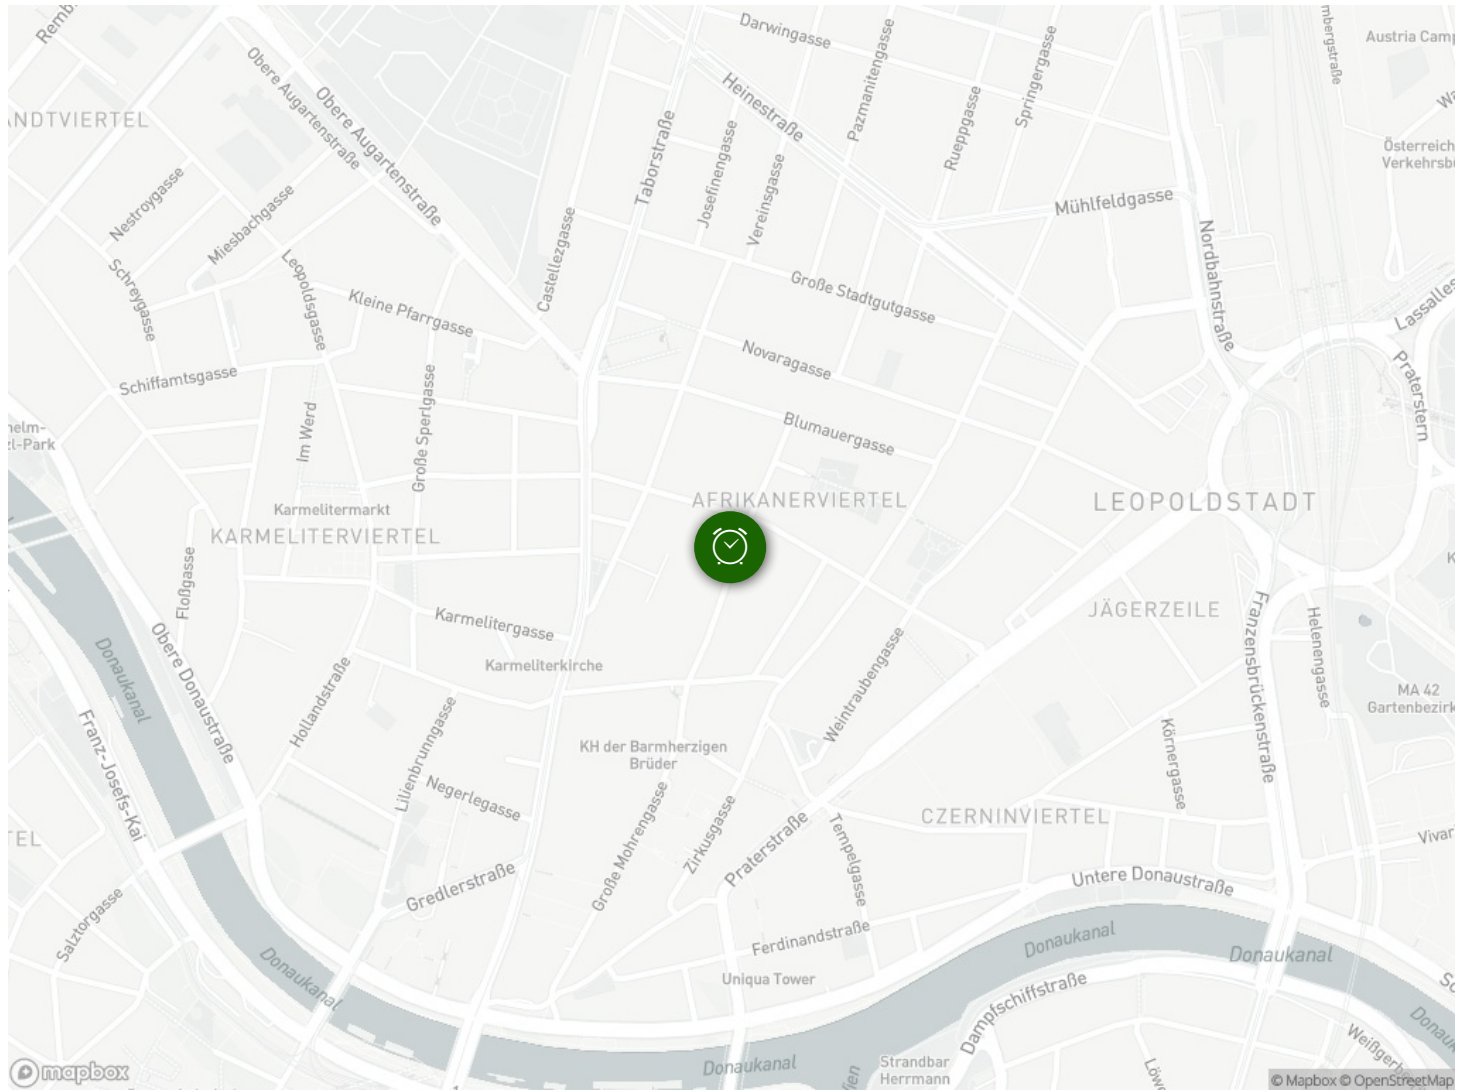 Darwingasse
Austria Camp
Heinestraße
Pazmanitengasse
Springergasse
Rueppgasse
Obere Augartenstraße
Obere Augartenstraße
Taborstraße
Josefinengasse
Vereinsgasse
Österreich
Verkehrsbü
Nestroygasse
Miesbachgasse
Mühlfeldgasse
Nordbahnstraße
Castellezgasse
Schreygasse
Leopoldsgasse
Kleine Pfarrgasse
Große Stadtgutgasse
Praterstern
Novaragasse
Schiffamtsgasse
Große Sperlgasse
Im Werd
Blumauergasse
AFRIKANERVIERTEL
LEOPOLDSTADT
Karmelitermarkt
KARMELITERVIERTEL
Floßgasse
Karmelitergasse
Karmeliterkirche
JÄGERZEILE
Franzensbrückenstraße
Helenengasse
Donaukanal
Obere Donaustraße
Hollandstraße
Weintraubengasse
MA 42
Gartenbezirk
Franz-Josefs-Kai
Lilienbrunngasse
KH der Barmherzigen
Brüder
Körnergasse
Negerlegasse
Große Mohrengasse
Zirkusgasse
Praterstraße
Tempelgasse
CZERNINVIERTEL
Gredlerstraße
Untere Donaustraße
Salztorgasse
Ferdinandstraße
Donaukanal
Donaukanal
Donaukanal
Uniqua Tower
Dampfschiffstraße
Donaukanal
Strandbar
Herrmann
mapbox
© Mapbox © OpenStreetMap